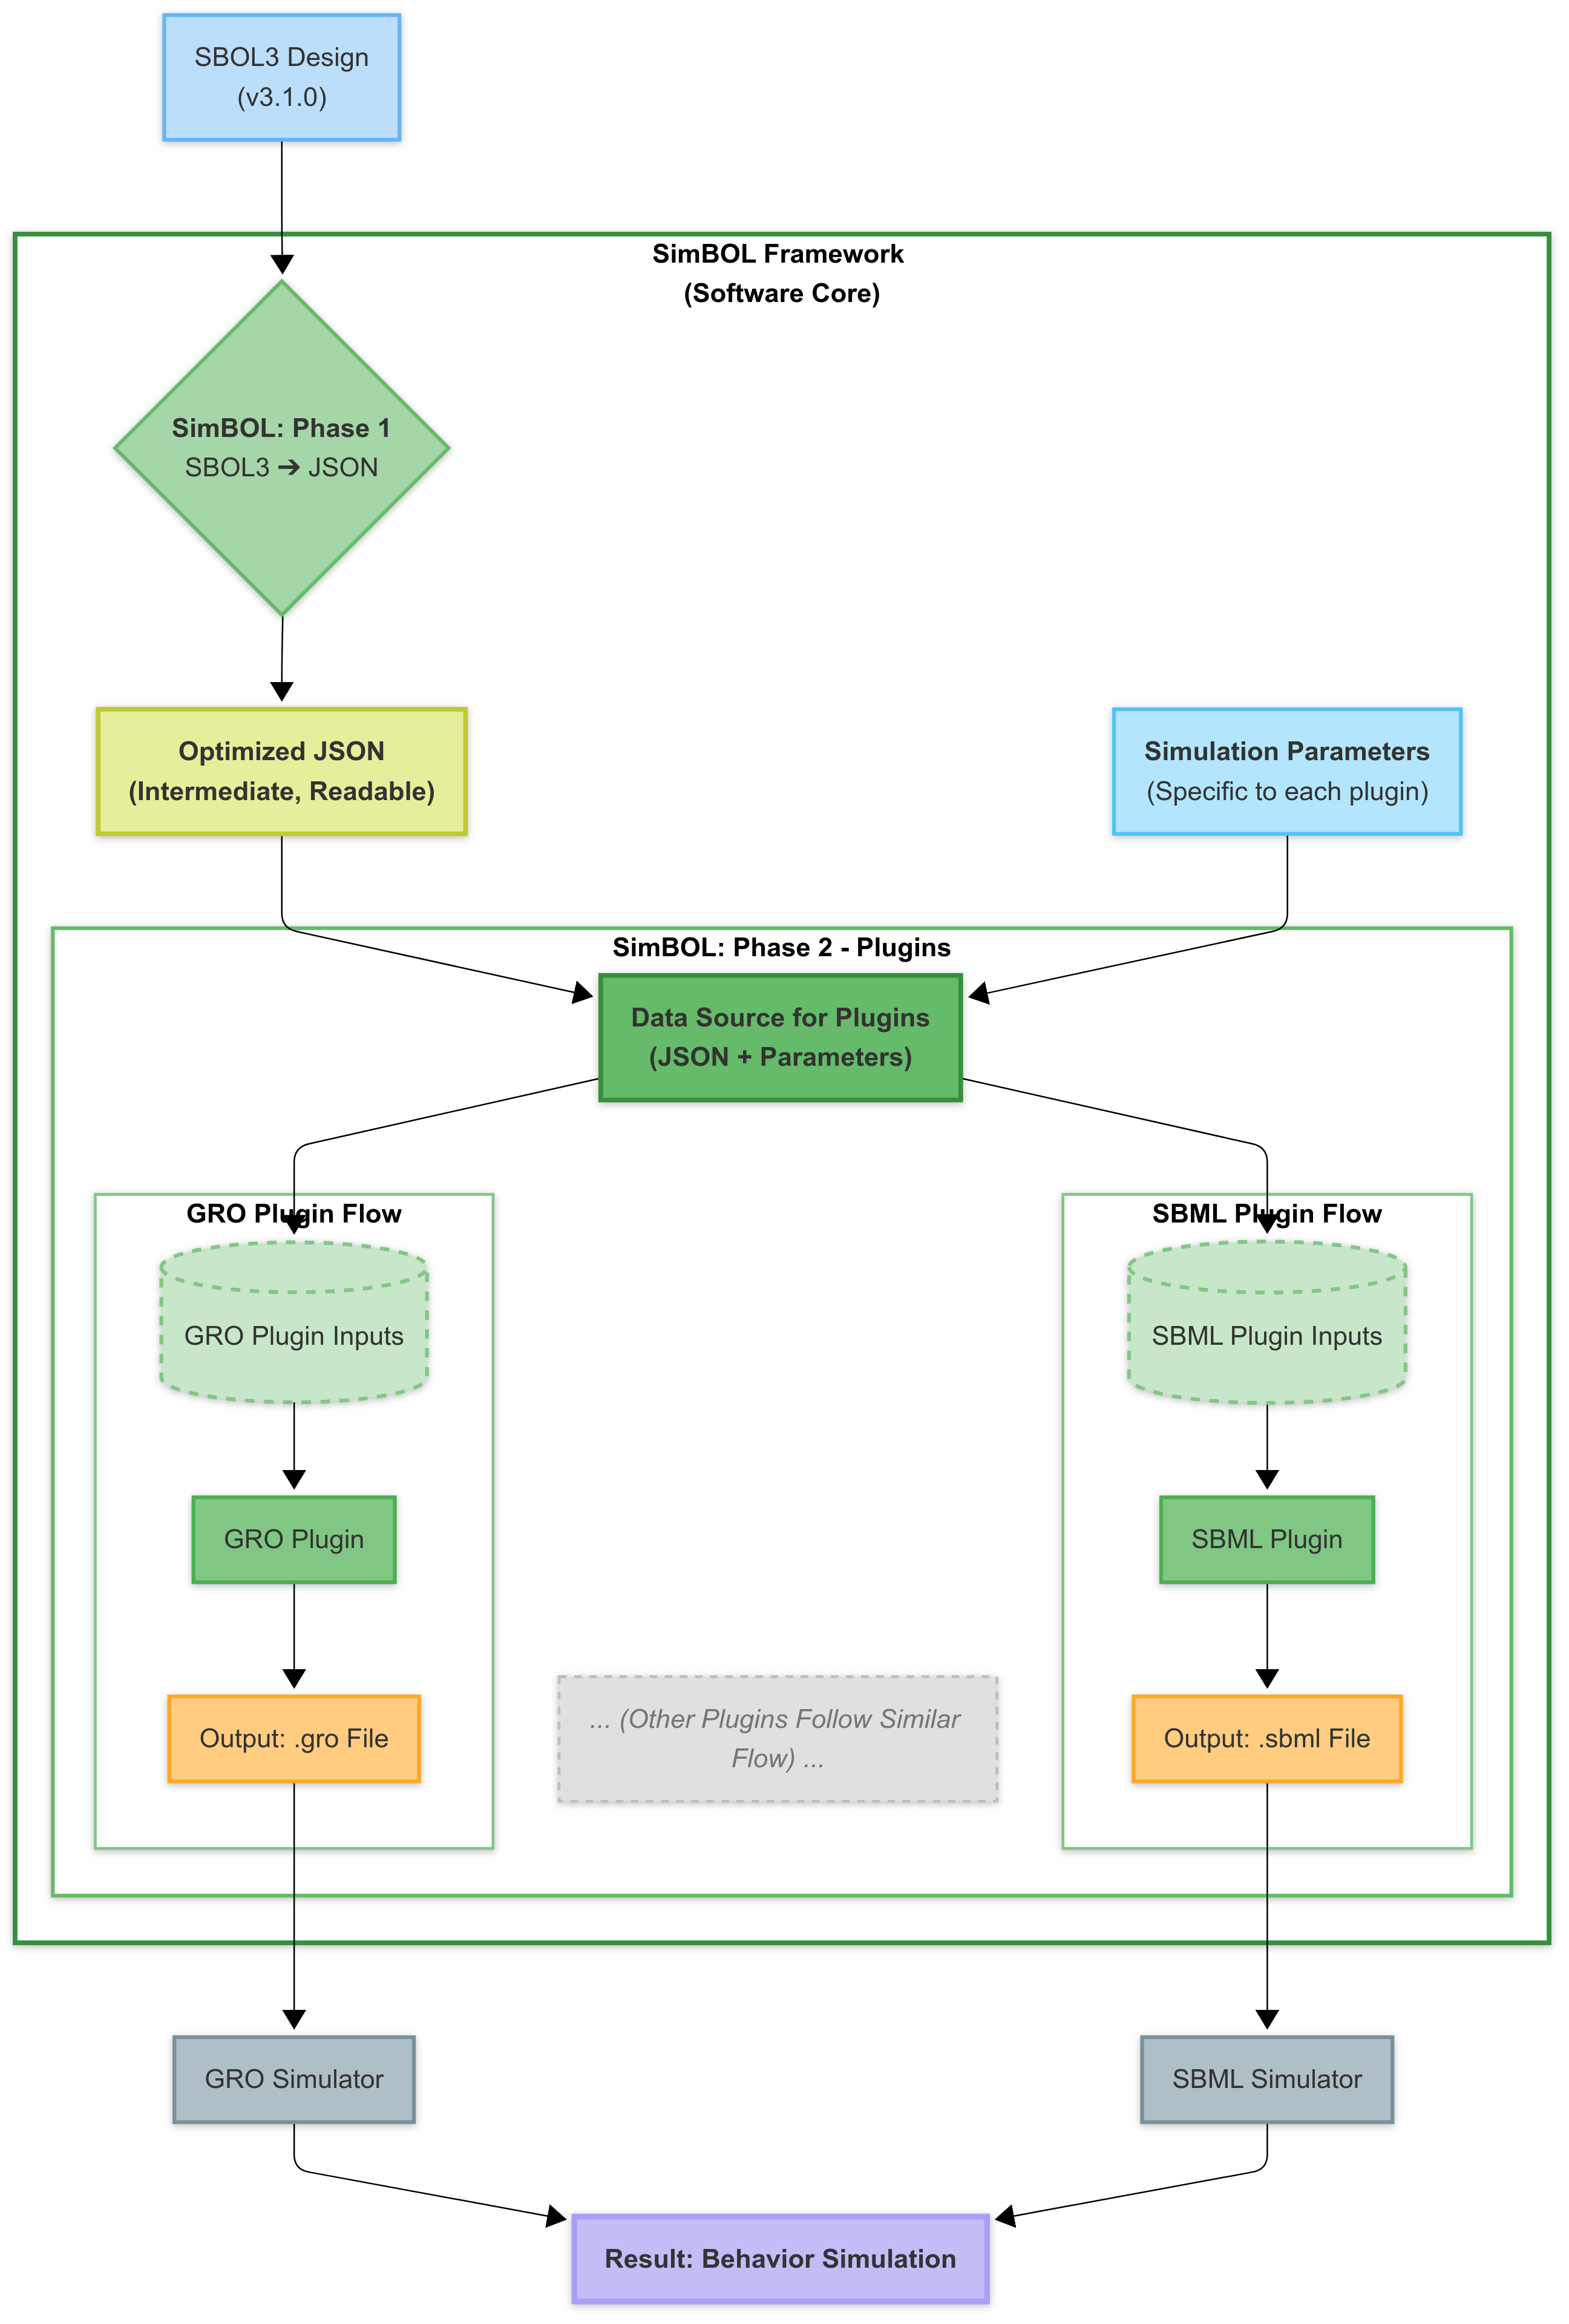 SBOL3 Design
(v3.1.0)
SimBOL Framework
(Software Core)
SimBOL: Phase 1
SBOL3 ➔ JSON
Optimized JSON
(Intermediate, Readable)
Simulation Parameters
(Specific to each plugin)
SimBOL: Phase 2 - Plugins
Data Source for Plugins
(JSON + Parameters)
GRO Plugin Flow
GRO Plugin Inputs
GRO Plugin
Output: .gro File
... (Other Plugins Follow Similar
Flow) ...
SBML Plugin Flow
SBML Plugin Inputs
SBML Plugin
Output: .sbml File
GRO Simulator
SBML Simulator
Result: Behavior Simulation